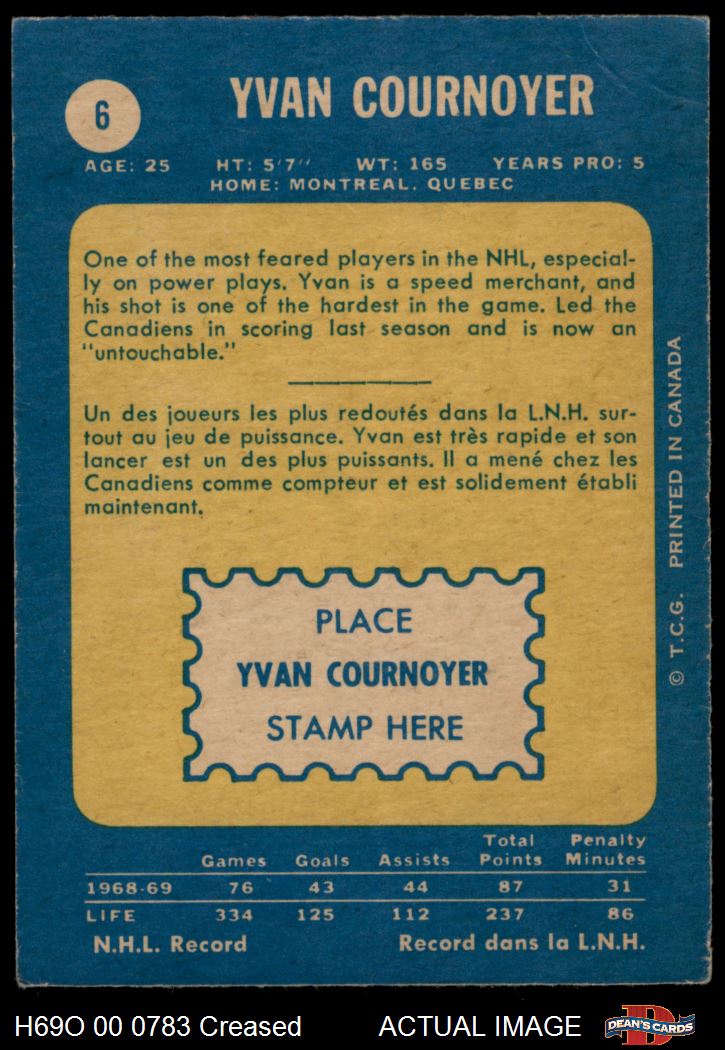 6
YVAN COURNOYER
AGE: 25 HT: 5'7'' WT: 165 YEARS PRO: 5
HOME: MONTREAL, QUEBEC
One of the most feared players in the NHL, especial-
ly on power plays. Yvan is a speed merchant, and
his shot is one of the hardest in the game. Led the
Canadiens in scoring last season and is now an
"untouchable."
Un des joueurs les plus redoutés dans la L.N.H. sur-
tout au jeu de puissance. Yvan est très rapide et son
lancer est un des plus puissants. Il a mené chez les
Canadiens comme compteur et est solidement établi
maintenant.
PLACE
YVAN COURNOYER
STAMP HERE
© T.C.G. PRINTED IN CANADA
Total Penalty
Games Goals Assists Points Minutes
1968-69 76 43 44 87 31
LIFE 334 125 112 237 86
N.H.L. Record Record dans la L.N.H.
H69O 00 0783 Creased ACTUAL IMAGE
D
DEAN'S CARDS